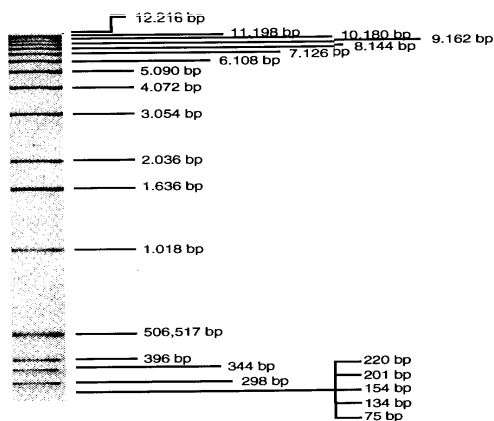 12.216 bp
11.198 bp
10.180 bp
9.162 bp
8.144 bp
7.126 bp
6.108 bp
5.090 bp
4.072 bp
3.054 bp
2.036 bp
1.636 bp
1.018 bp
506,517 bp
396 bp
344 bp
298 bp
220 bp
201 bp
154 bp
134 bp
75 bp